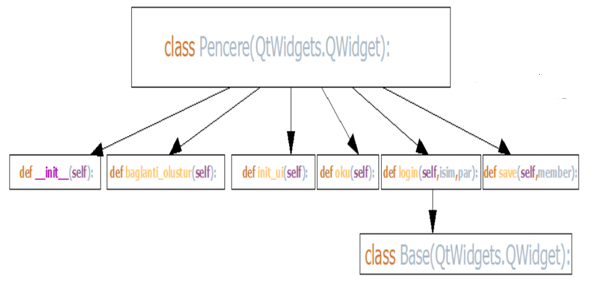 class Pencere(QtWidgets.QWidget):
def __init__(self):
def baglanti_olustur(self):
def init_ui(self):
def oku(self):
def login(self,isim,par):
def save(self,member):
class Base(QtWidgets.QWidget):